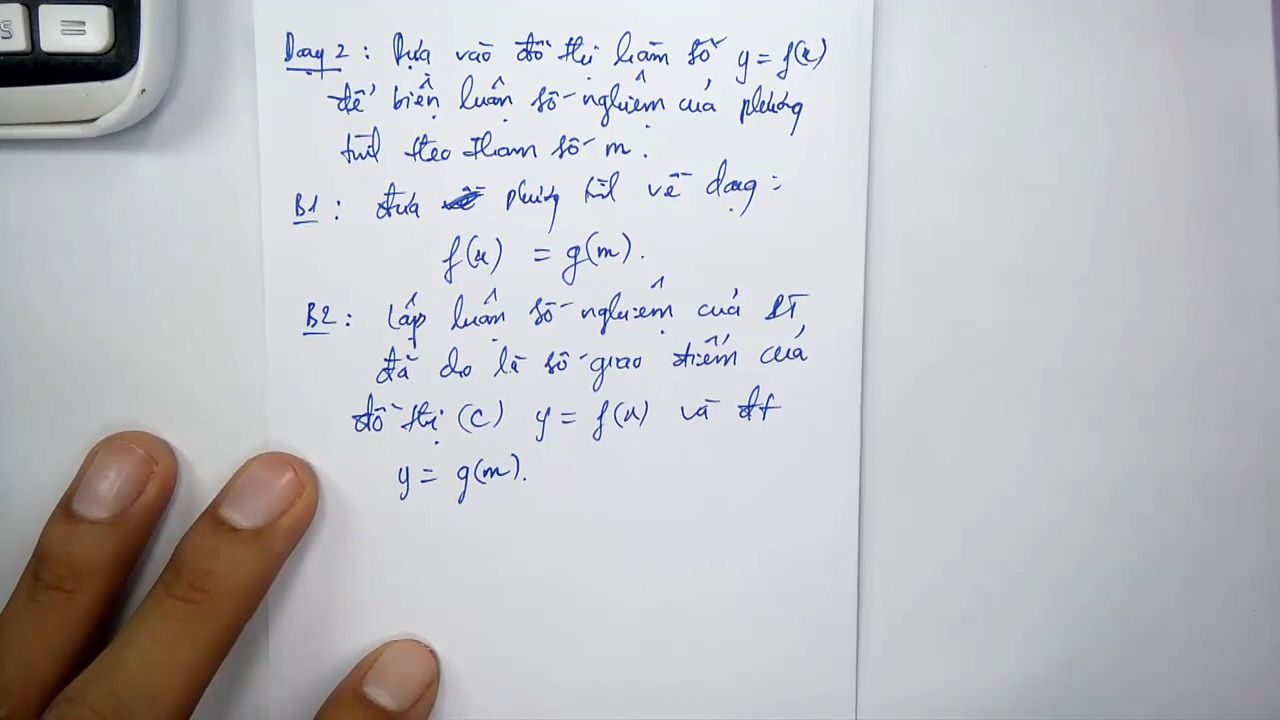 S =
Dạng 2 : Dựa vào đồ thị hàm số y = f(x)
để biện luận số nghiệm của phương
trình theo tham số m.
B1 : đưa phương trình về dạng :
f(x) = g(m).
B2 : Lập luận số nghiệm của PT
đã cho là số giao điểm của
đồ thị (C) y = f(x) và đt
y = g(m).